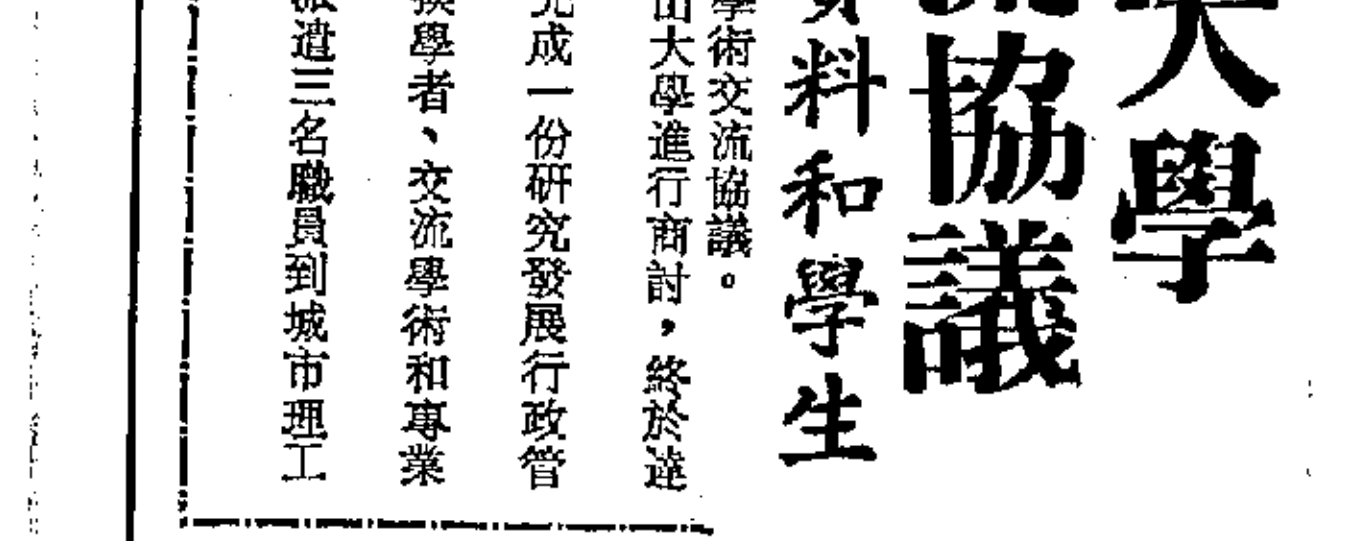 大學
協議
料和學生
學術交流協議。
大學進行商討，終於達
成一份研究發展行政管
學者、交流學術和專業
派遣三名職員到城市理工